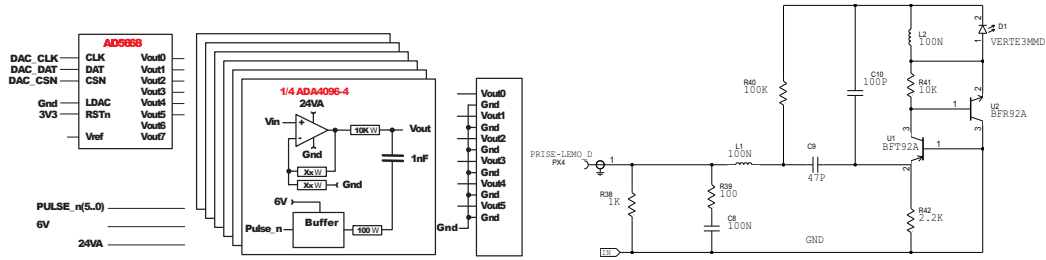 AD5668
DAC_CLK CLK Vout0
DAC_DAT DAT Vout1
DAC_CSN CSN Vout2
Vout3
Gnd LDAC Vout4
3V3 RSTn Vout5
Vout6
Vref Vout7
PULSE_n(5..0)
6V
24VA
1/4 ADA4096-4
24VA
Vin + 10K W Vout
-
Gnd
1nF
Xx W
Xx W Gnd
6V
Buffer
Pulse_n 100 W
Vout0
Gnd
Vout1
Gnd
Vout2
Gnd
Vout3
Gnd
Vout4
Gnd
Vout5
Gnd
Gnd
PRISE-LEMO_D
PX4
1
R38
1K
R39
100
C8
100N
IN
L1
100N
R40
100K
C9
47P
C10
100P
L2
100N
R41
10K
2
D1
1
VERTE3MMD
2
1
U2
BFR92A
3
U1
BFT92A
3
1
2
R42
2.2K
GND